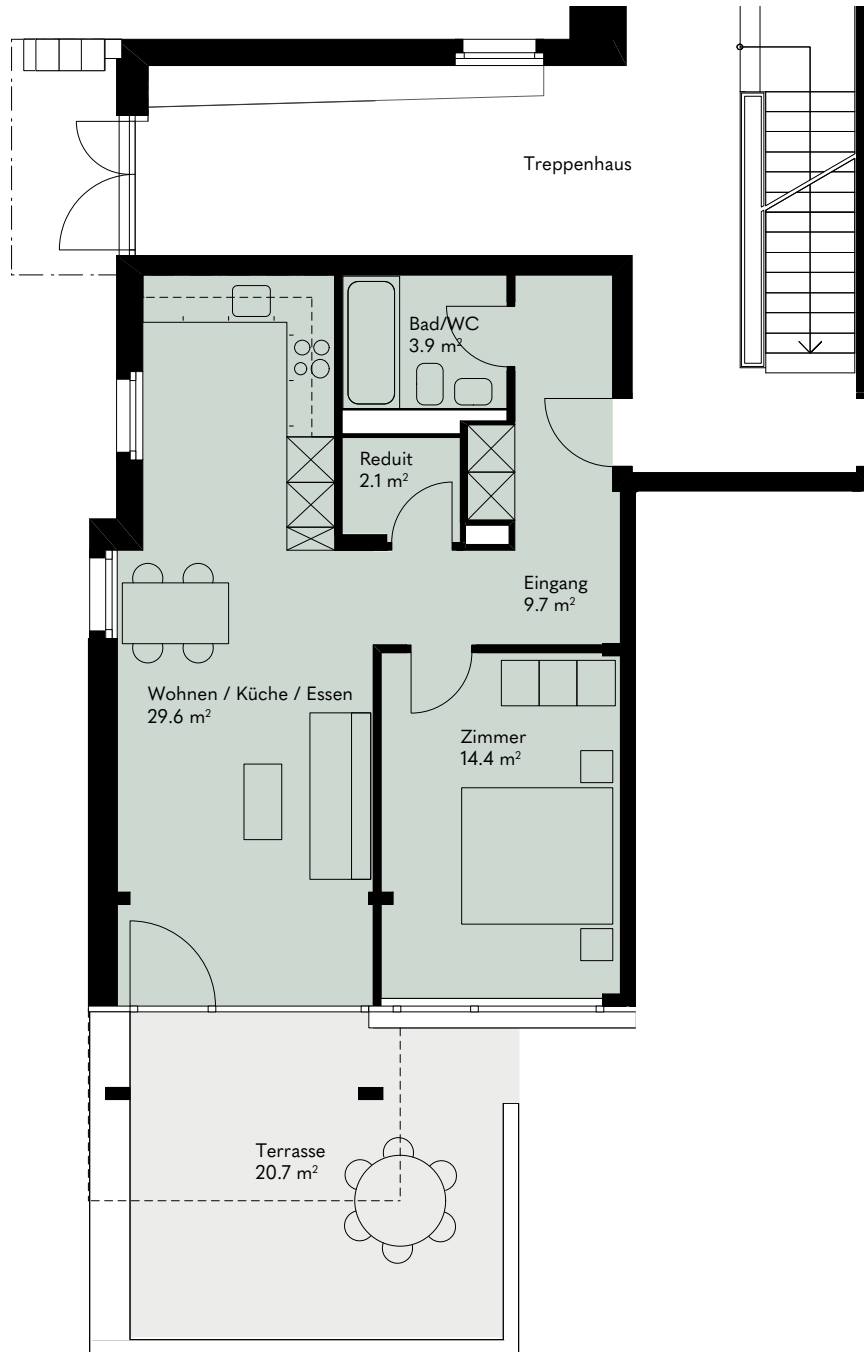 Treppenhaus
Bad/WC
3.9 m²
Reduit
2.1 m²
Eingang
9.7 m²
Wohnen / Küche / Essen
29.6 m²
Zimmer
14.4 m²
Terrasse
20.7 m²